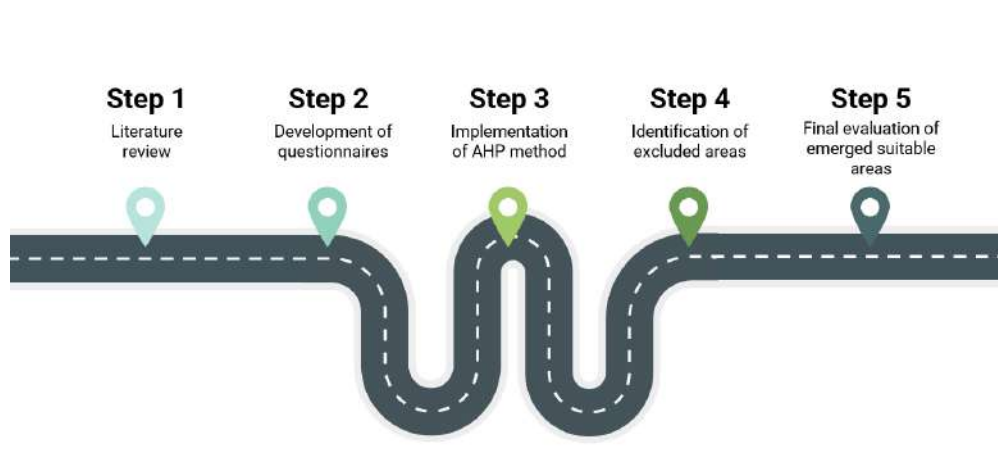 Step 1
Literature
review
Step 2
Development of
questionnaires
Step 3
Implementation
of AHP method
Step 4
Identification of
excluded areas
Step 5
Final evaluation of
emerged suitable
areas